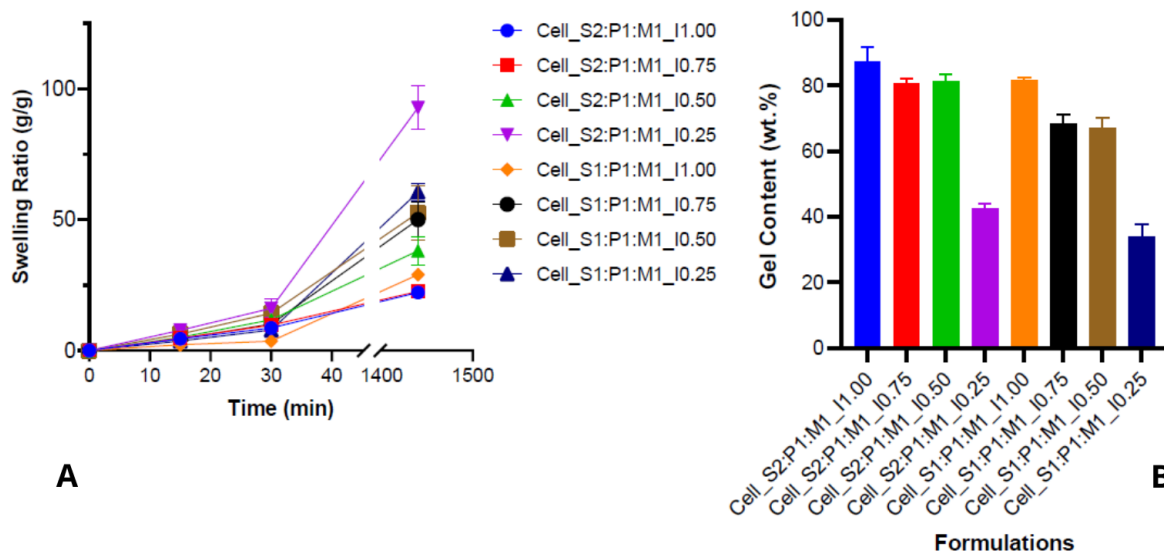 Swelling Ratio (g/g)
100
50
0
0
10
20
30
40
1400
1500
Time (min)
Cell_S2:P1:M1_I1.00
Cell_S2:P1:M1_I0.75
Cell_S2:P1:M1_I0.50
Cell_S2:P1:M1_I0.25
Cell_S1:P1:M1_I1.00
Cell_S1:P1:M1_I0.75
Cell_S1:P1:M1_I0.50
Cell_S1:P1:M1_I0.25
A
Gel Content (wt.%)
100
80
60
40
20
0
Cell_S2:P1:M1_I1.00
Cell_S2:P1:M1_I0.75
Cell_S2:P1:M1_I0.50
Cell_S2:P1:M1_I0.25
Cell_S1:P1:M1_I1.00
Cell_S1:P1:M1_I0.75
Cell_S1:P1:M1_I0.50
Cell_S1:P1:M1_I0.25
Formulations
B